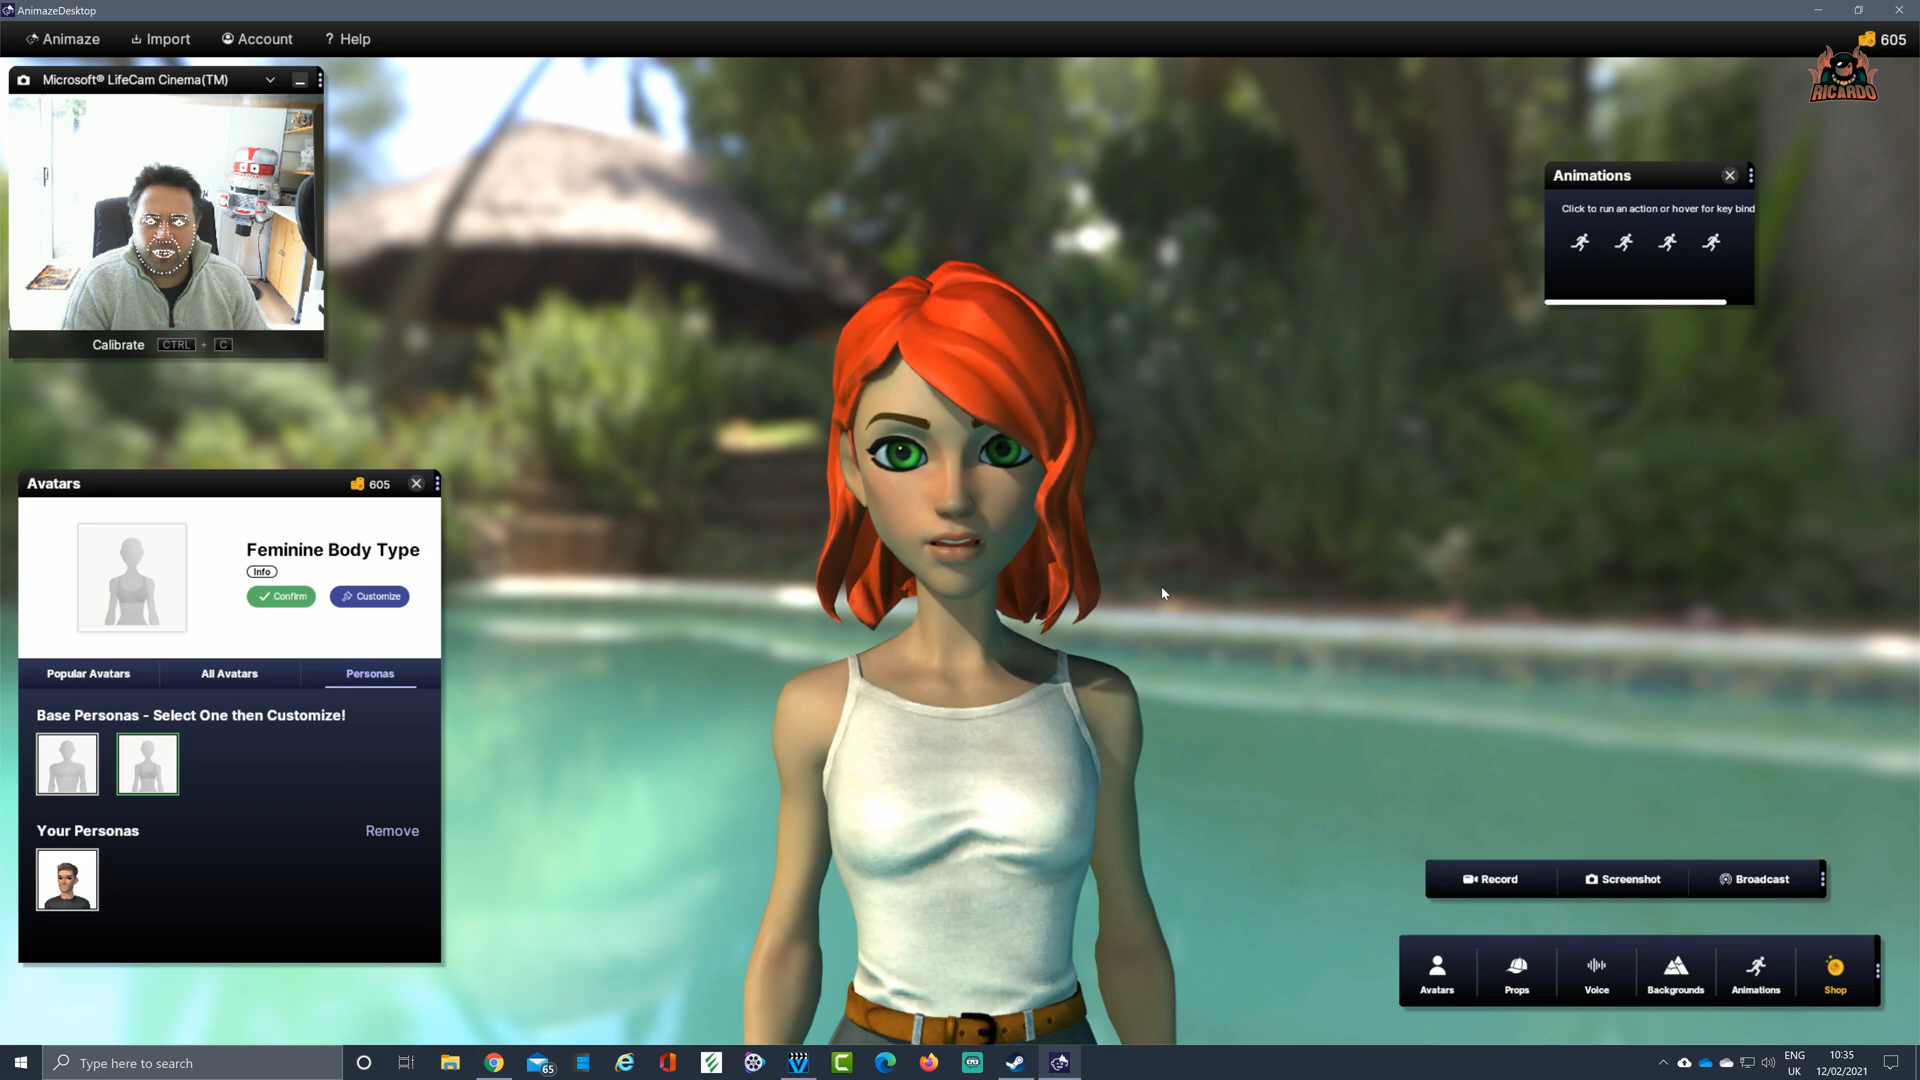 AnimazeDesktop
Animaze Import Account ? Help 605
RICARDO
Microsoft® LifeCam Cinema(TM)
Calibrate CTRL + C
Animations
Click to run an action or hover for key bind
Avatars 605
Feminine Body Type
Info
Confirm Customize
Popular Avatars All Avatars Personas
Base Personas - Select One then Customize!
Your Personas Remove
Record Screenshot Broadcast
Avatars Props Voice Backgrounds Animations Shop
Type here to search
65
ENG
UK
10:35
12/02/2021